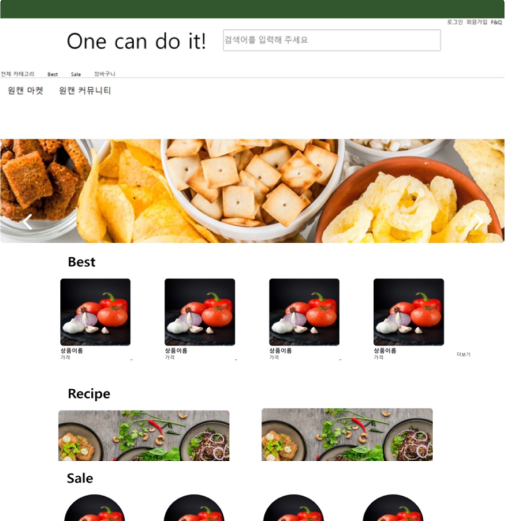 로그인 회원가입 F&Q
One can do it!
검색어를 입력해 주세요
전체 카테고리 Best Sale 장바구니
원캔 마켓 원캔 커뮤니티
Best
상품이름 상품이름 상품이름 상품이름
가격 가격 가격 가격
더보기
Recipe
Sale